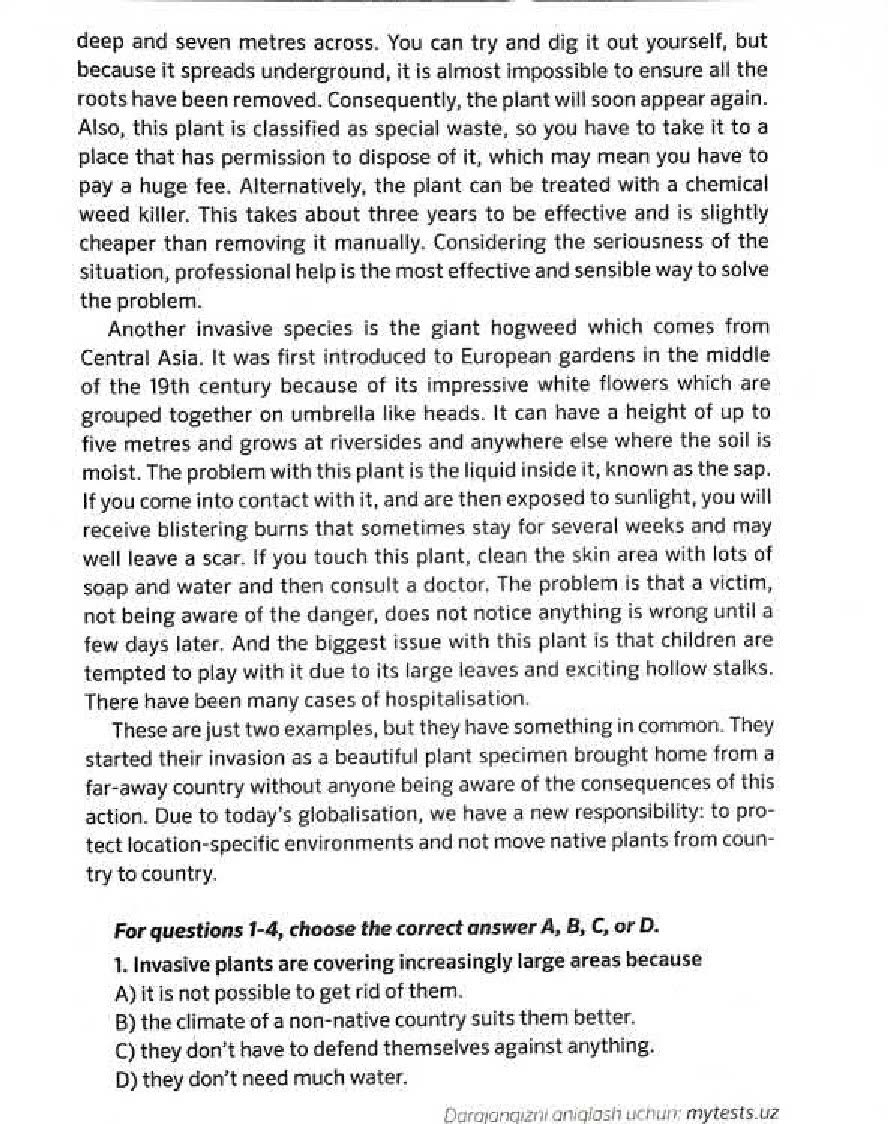 deep and seven metres across. You can try and dig it out yourself, but
because it spreads underground, it is almost impossible to ensure all the
roots have been removed. Consequently, the plant will soon appear again.
Also, this plant is classified as special waste, so you have to take it to a
place that has permission to dispose of it, which may mean you have to
pay a huge fee. Alternatively, the plant can be treated with a chemical
weed killer. This takes about three years to be effective and is slightly
cheaper than removing it manually. Considering the seriousness of the
situation, professional help is the most effective and sensible way to solve
the problem.
Another invasive species is the giant hogweed which comes from
Central Asia. It was first introduced to European gardens in the middle
of the 19th century because of its impressive white flowers which are
grouped together on umbrella like heads. It can have a height of up to
five metres and grows at riversides and anywhere else where the soil is
moist. The problem with this plant is the liquid inside it, known as the sap.
If you come into contact with it, and are then exposed to sunlight, you will
receive blistering burns that sometimes stay for several weeks and may
well leave a scar. If you touch this plant, clean the skin area with lots of
soap and water and then consult a doctor. The problem is that a victim,
not being aware of the danger, does not notice anything is wrong until a
few days later. And the biggest issue with this plant is that children are
tempted to play with it due to its large leaves and exciting hollow stalks.
There have been many cases of hospitalisation.
These are just two examples, but they have something in common. They
started their invasion as a beautiful plant specimen brought home from a
far-away country without anyone being aware of the consequences of this
action. Due to today's globalisation, we have a new responsibility: to pro-
tect location-specific environments and not move native plants from coun-
try to country.
For questions 1-4, choose the correct answer A, B, C, or D.
1. Invasive plants are covering increasingly large areas because
A) it is not possible to get rid of them.
B) the climate of a non-native country suits them better.
C) they don't have to defend themselves against anything.
D) they don't need much water.
Darajangizni aniqlash uchun: mytests.uz